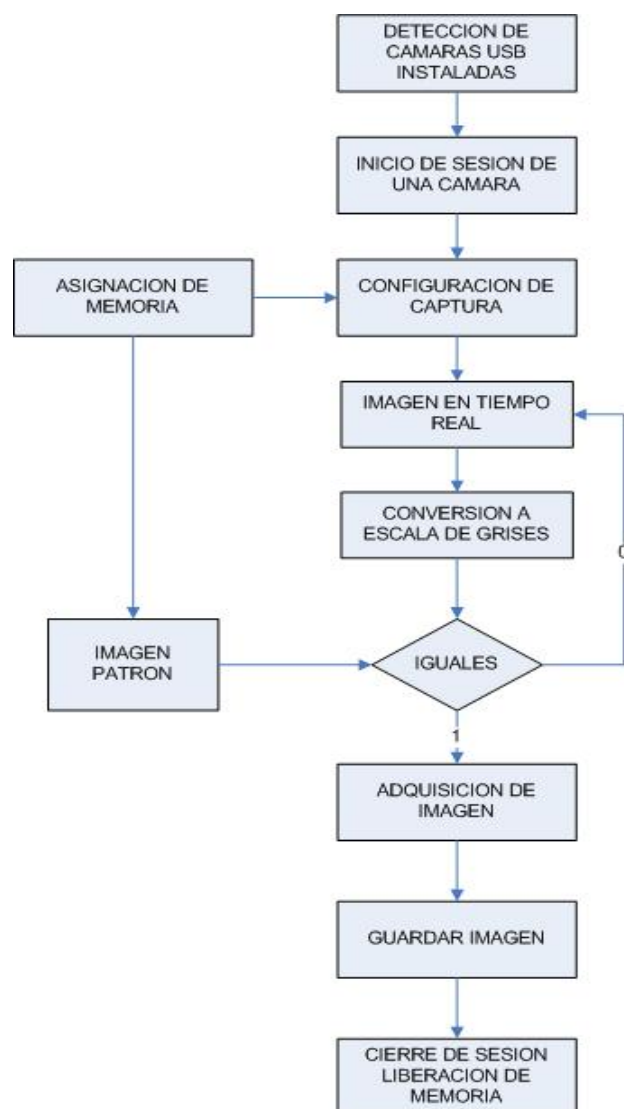 DETECCION DE
CAMARAS USB
INSTALADAS
INICIO DE SESION DE
UNA CAMARA
ASIGNACION DE
MEMORIA
CONFIGURACION DE
CAPTURA
IMAGEN EN TIEMPO
REAL
CONVERSION A
ESCALA DE GRISES
0
IMAGEN
PATRON
IGUALES
1
ADQUISICION DE
IMAGEN
GUARDAR IMAGEN
CIERRE DE SESION
LIBERACION DE
MEMORIA